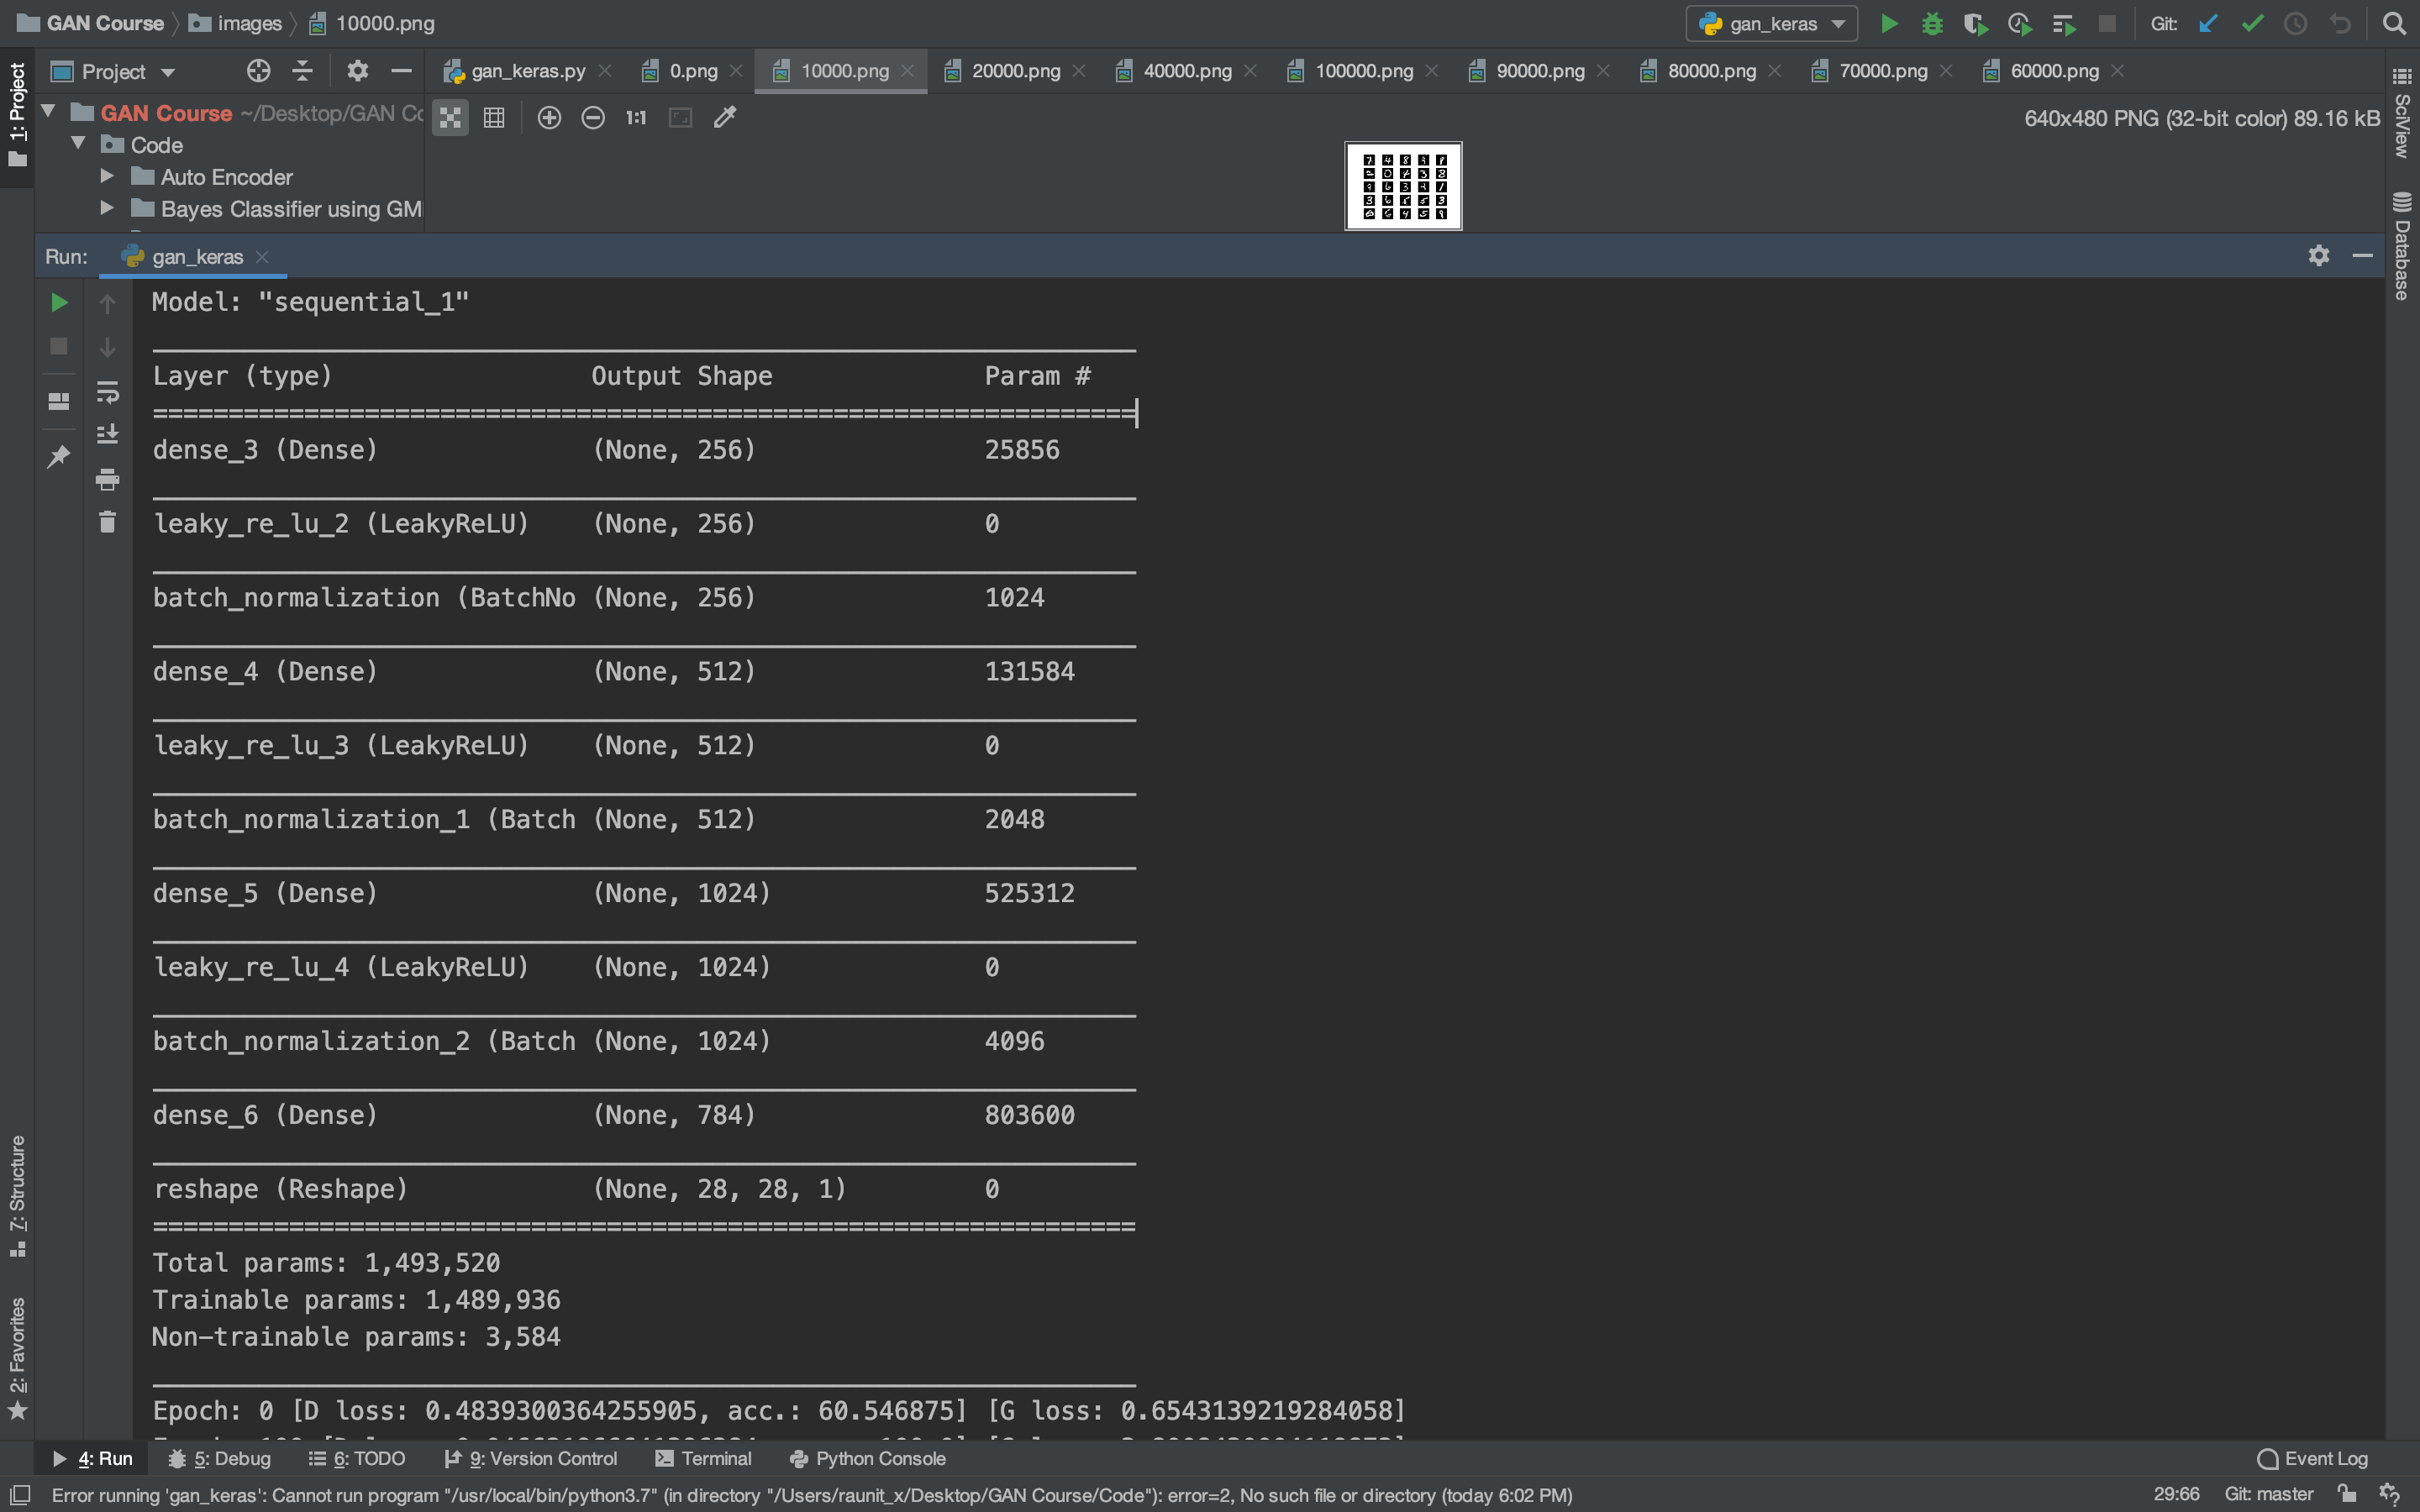 GAN Course images 10000.png gan_keras Git:
1: Project Project gan_keras.py 0.png 10000.png 20000.png 40000.png 100000.png 90000.png 80000.png 70000.png 60000.png SciView
GAN Course ~/Desktop/GAN Co 640x480 PNG (32-bit color) 89.16 kB
Code
Auto Encoder
Bayes Classifier using GM Database
Run: gan_keras
Model: "sequential_1"
Layer (type) Output Shape Param #
=================================================================
dense_3 (Dense) (None, 256) 25856
leaky_re_lu_2 (LeakyReLU) (None, 256) 0
batch_normalization (BatchNo (None, 256) 1024
dense_4 (Dense) (None, 512) 131584
leaky_re_lu_3 (LeakyReLU) (None, 512) 0
batch_normalization_1 (Batch (None, 512) 2048
dense_5 (Dense) (None, 1024) 525312
leaky_re_lu_4 (LeakyReLU) (None, 1024) 0
batch_normalization_2 (Batch (None, 1024) 4096
dense_6 (Dense) (None, 784) 803600
reshape (Reshape) (None, 28, 28, 1) 0
=================================================================
Total params: 1,493,520
Trainable params: 1,489,936
Non-trainable params: 3,584
Epoch: 0 [D loss: 0.4839300364255905, acc.: 60.546875] [G loss: 0.6543139219284058]
7: Structure
2: Favorites
4: Run 5: Debug 6: TODO 9: Version Control Terminal Python Console Event Log
Error running 'gan_keras': Cannot run program "/usr/local/bin/python3.7" (in directory "/Users/raunit_x/Desktop/GAN Course/Code"): error=2, No such file or directory (today 6:02 PM) 29:66 Git: master